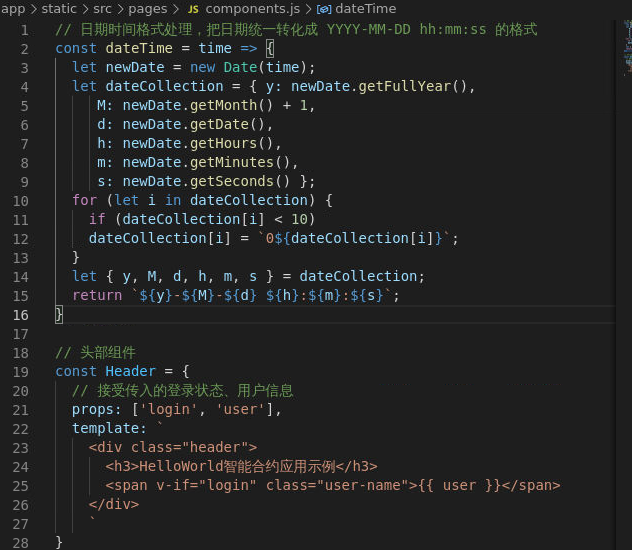 app > static > src > pages > JS components.js > dateTime
1 // 日期时间格式处理，把日期统一转化成 YYYY-MM-DD hh:mm:ss 的格式
2 const dateTime = time => {
3   let newDate = new Date(time);
4   let dateCollection = { y: newDate.getFullYear(),
5     M: newDate.getMonth() + 1,
6     d: newDate.getDate(),
7     h: newDate.getHours(),
8     m: newDate.getMinutes(),
9     s: newDate.getSeconds() };
10   for (let i in dateCollection) {
11     if (dateCollection[i] < 10)
12     dateCollection[i] = `0${dateCollection[i]}`;
13   }
14   let { y, M, d, h, m, s } = dateCollection;
15   return `${y}-${M}-${d} ${h}:${m}:${s}`;
16 }
17
18 // 头部组件
19 const Header = {
20   // 接受传入的登录状态、用户信息
21   props: ['login', 'user'],
22   template: `
23     <div class="header">
24       <h3>HelloWorld智能合约应用示例</h3>
25       <span v-if="login" class="user-name">{{ user }}</span>
26     </div>
27     `
28 }